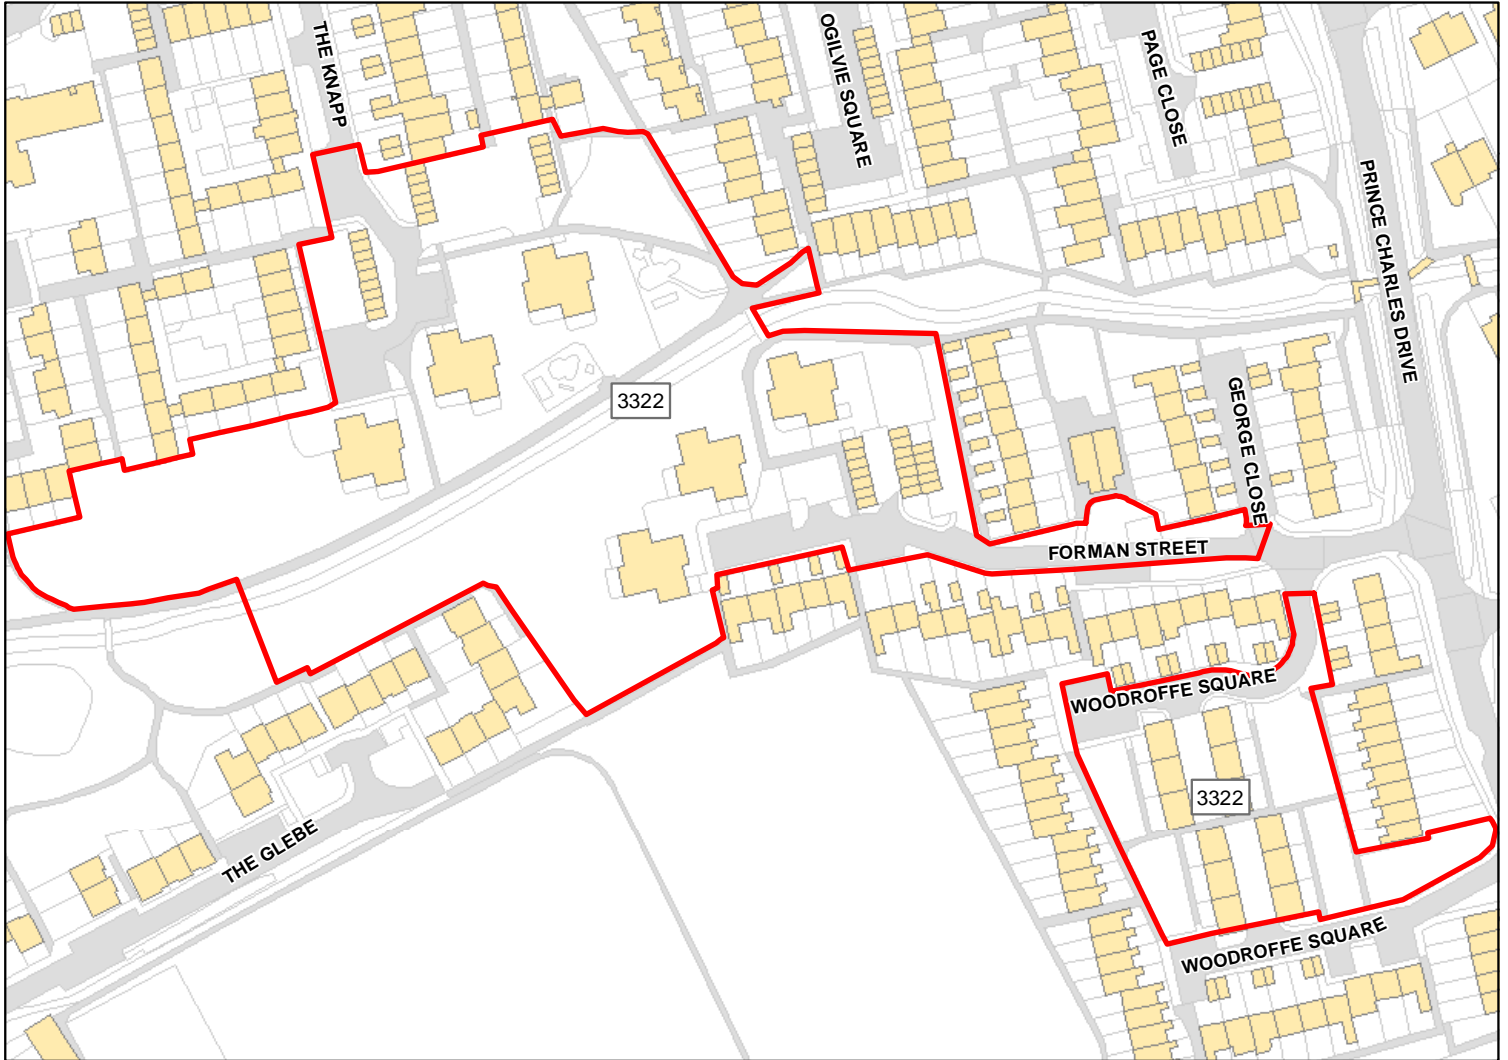 THE KNAPP
OGILVIE SQUARE
PAGE CLOSE
PRINCE CHARLES DRIVE
3322
GEORGE CLOSE
FORMAN STREET
WOODROFFE SQUARE
3322
THE GLEBE
WOODROFFE SQUARE